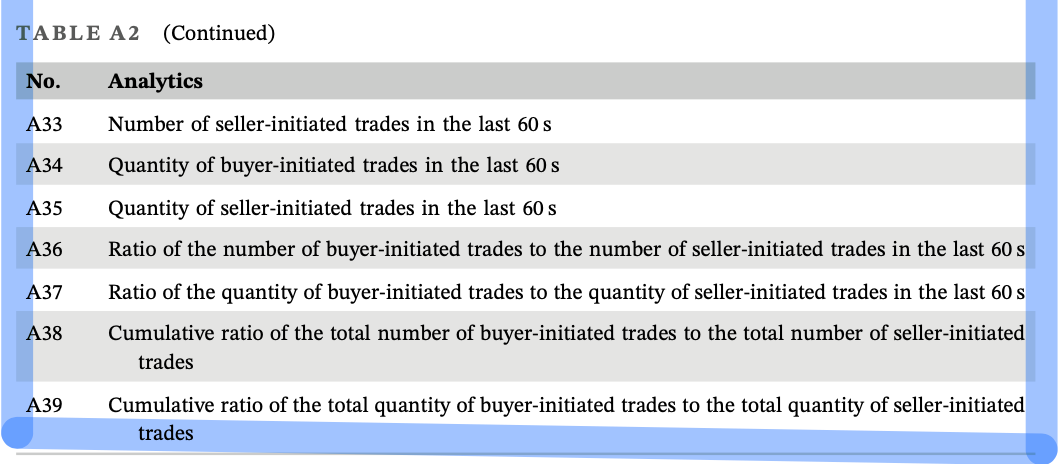 TABLE A2 (Continued)
No. Analytics
A33 Number of seller-initiated trades in the last 60 s
A34 Quantity of buyer-initiated trades in the last 60 s
A35 Quantity of seller-initiated trades in the last 60 s
A36 Ratio of the number of buyer-initiated trades to the number of seller-initiated trades in the last 60 s
A37 Ratio of the quantity of buyer-initiated trades to the quantity of seller-initiated trades in the last 60 s
A38 Cumulative ratio of the total number of buyer-initiated trades to the total number of seller-initiated
trades
A39 Cumulative ratio of the total quantity of buyer-initiated trades to the total quantity of seller-initiated
trades